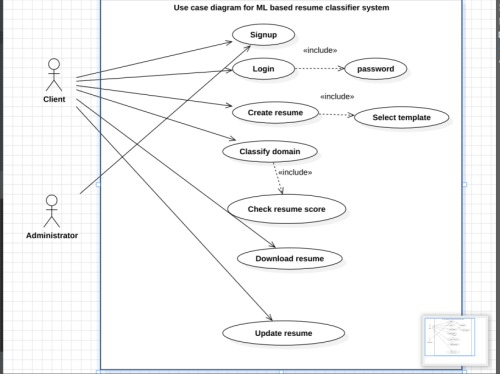 Use case diagram for ML based resume classifier system
Signup
«include»
Login
password
Client
«include»
Create resume
Select template
Classify domain
«include»
Check resume score
Administrator
Download resume
Update resume